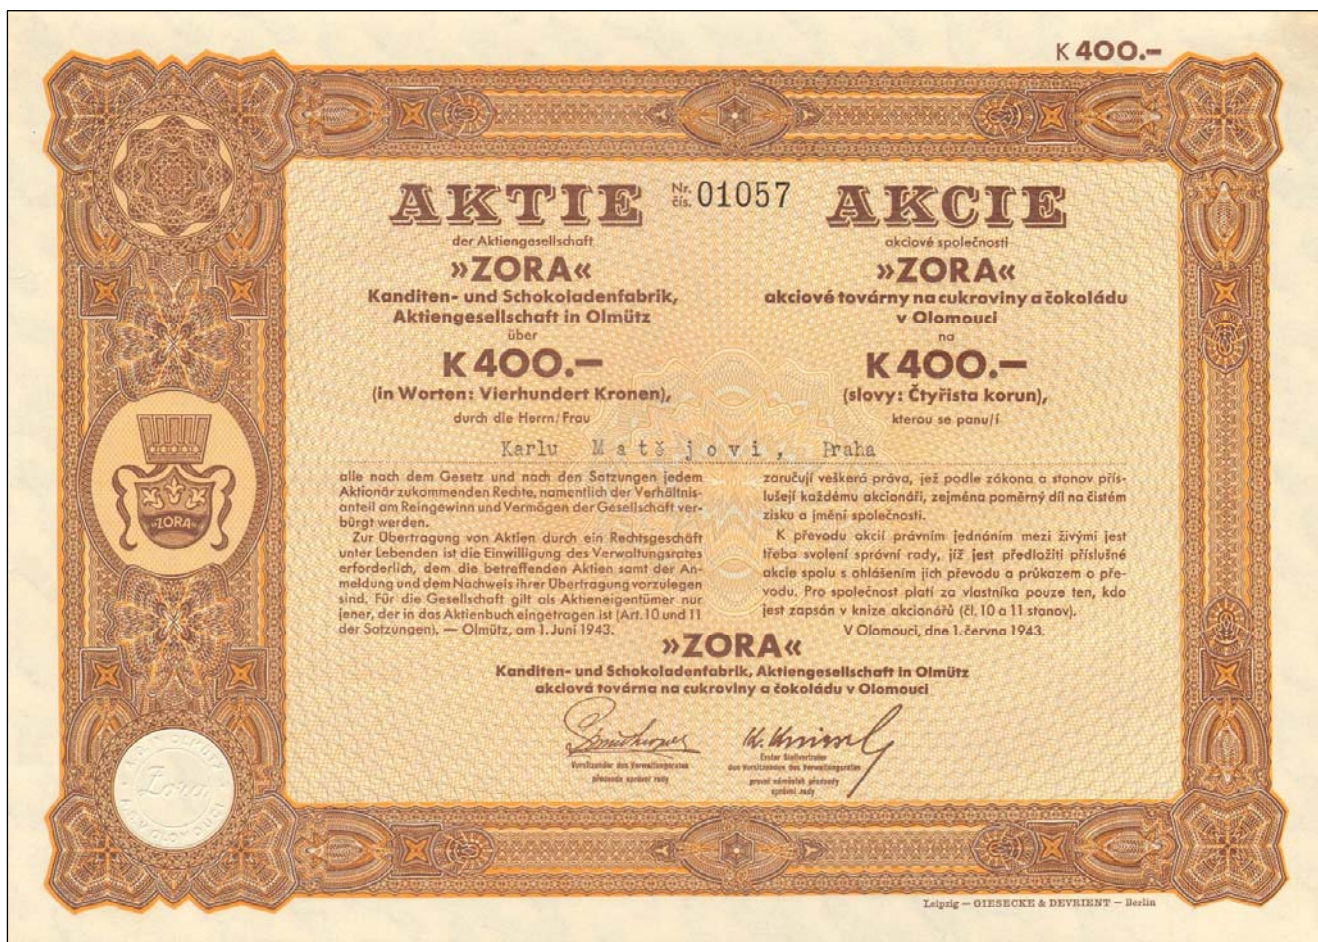 K 400.–
AKTIE
Nr.
čís. 01057
AKCIE
der Aktiengesellschaft
»ZORA«
Kanditen- und Schokoladenfabrik,
Aktiengesellschaft in Olmütz
über
K 400.–
(in Worten: Vierhundert Kronen),
durch die Herrn/Frau
akciové společnosti
»ZORA«
akciové továrny na cukroviny a čokoládu
v Olomouci
na
K 400.–
(slovy: Čtyřista korun),
kterou se panu/í
Karlu Matějovi, Praha
alle nach dem Gesetz und nach den Satzungen jedem
Aktionär zukommenden Rechte, namentlich der Verhältnis-
anteil am Reingewinn und Vermögen der Gesellschaft ver-
bürgt werden.
Zur Übertragung von Aktien durch ein Rechtsgeschäft
unter Lebenden ist die Einwilligung des Verwaltungsrates
erforderlich, dem die betreffenden Aktien samt der An-
meldung und dem Nachweis ihrer Übertragung vorzulegen
sind. Für die Gesellschaft gilt als Aktieneigentümer nur
jener, der in das Aktienbuch eingetragen ist (Art. 10 und 11
der Satzungen). — Olmütz, am 1. Juni 1943.
zaručují veškerá práva, jež podle zákona a stanov přís-
lušejí každému akcionáři, zejména poměrný díl na čistém
zisku a jmění společnosti.
K převodu akcií právním jednáním mezi živými jest
třeba svolení správní rady, jíž jest předložiti příslušné
akcie spolu s ohlášením jich převodu a průkazem o pře-
vodu. Pro společnost platí za vlastníka pouze ten, kdo
jest zapsán v knize akcionářů (čl. 10 a 11 stanov).
V Olomouci, dne 1. června 1943.
»ZORA«
Kanditen- und Schokoladenfabrik, Aktiengesellschaft in Olmütz
akciová továrna na cukroviny a čokoládu v Olomouci
Vorsitzender des Verwaltungsrates
předseda správní rady
Erster Stellvertreter
des Vorsitzenden des Verwaltungsrates
první náměstek předsedy
správní rady
»ZORA«
Zora
Leipzig — GIESECKE & DEVRIENT — Berlin